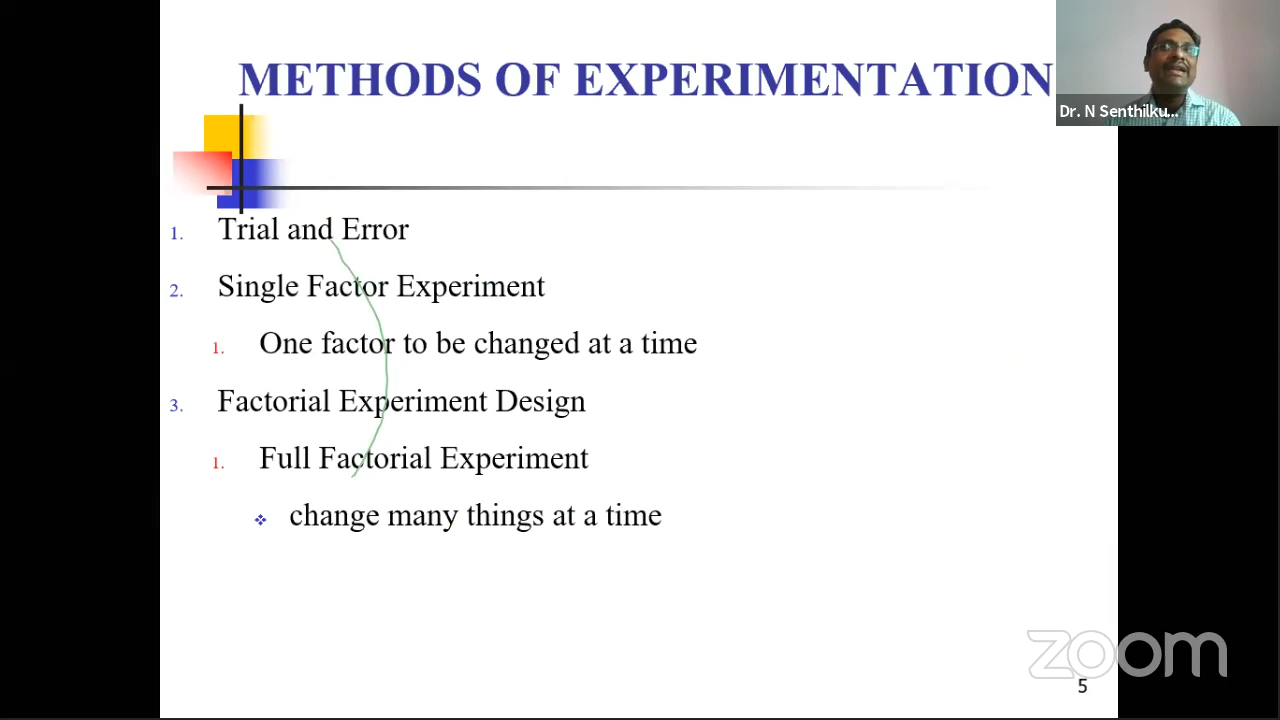 METHODS OF EXPERIMENTATION
Dr. N Senthilku...
1. Trial and Error
2. Single Factor Experiment
1. One factor to be changed at a time
3. Factorial Experiment Design
1. Full Factorial Experiment
❖ change many things at a time
zoom
5